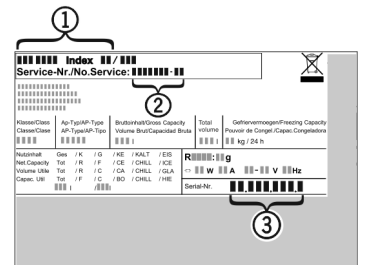 1
Index /
Service-Nr./No.Service: -
2
Klasse/Class Ap-Typ/AP-Type Bruttoinhalt/Gross Capacity Total Gefriervermoegen/Freezing Capacity
Classe/Clase AP-Type/AP-Tipo Volume Brut/Capacidad Bruta volume Pouvoir de Congel./Capac.Congeladora
l kg / 24 h
Nutzinhalt Ges / K / G / KE / KALT / EIS
Net.Capacity Tot / R / F / CE / CHILL / ICE
Volume Utile Tot / R / C / CA / CHILL / GLA
Capac. Util Tot / F / C / BO / CHILL / HIE
l / l
R : g
W A - V Hz
Serial-Nr. , , ,
3